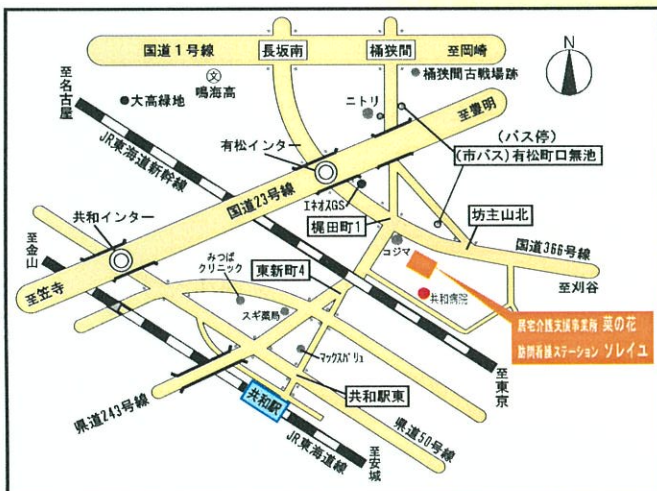 国道1号線
長坂南
桶狭間
至岡崎
N
桶狭間古戦場跡
文
鳴海高
大高緑地
至名古屋
ニトリ
至豊明
(バス停)
(市バス)有松町口無池
JR東海道新幹線
有松インター
国道23号線
エネオスGS
梶田町1
坊主山北
共和インター
至金山
みつば
クリニック
東新町4
コジマ
国道366号線
至刈谷
至笠寺
スギ薬局
共和病院
居宅介護支援事業所 菜の花
訪問看護ステーション ソレイユ
マックスバリュ
至東京
県道243号線
共和駅
共和駅東
県道50号線
JR東海道線
至安城